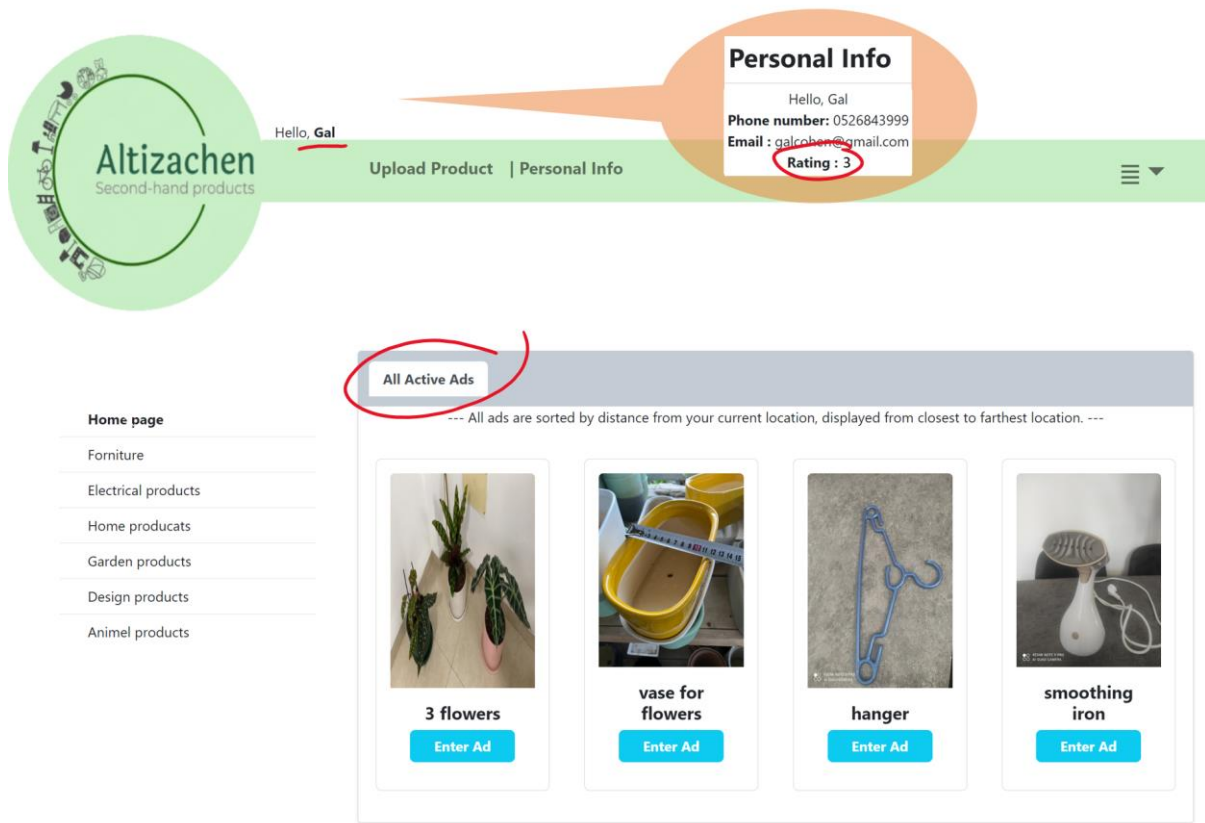 Personal Info
Hello, Gal
Phone number: 0526843999
Email : galcohen@gmail.com
Rating : 3
Hello, Gal
Altizachen
Second-hand products
Upload Product | Personal Info
All Active Ads
--- All ads are sorted by distance from your current location, displayed from closest to farthest location. ---
Home page
Forniture
Electrical products
Home producats
Garden products
Design products
Animel products
3 flowers
Enter Ad
vase for
flowers
Enter Ad
hanger
Enter Ad
smoothing
iron
Enter Ad